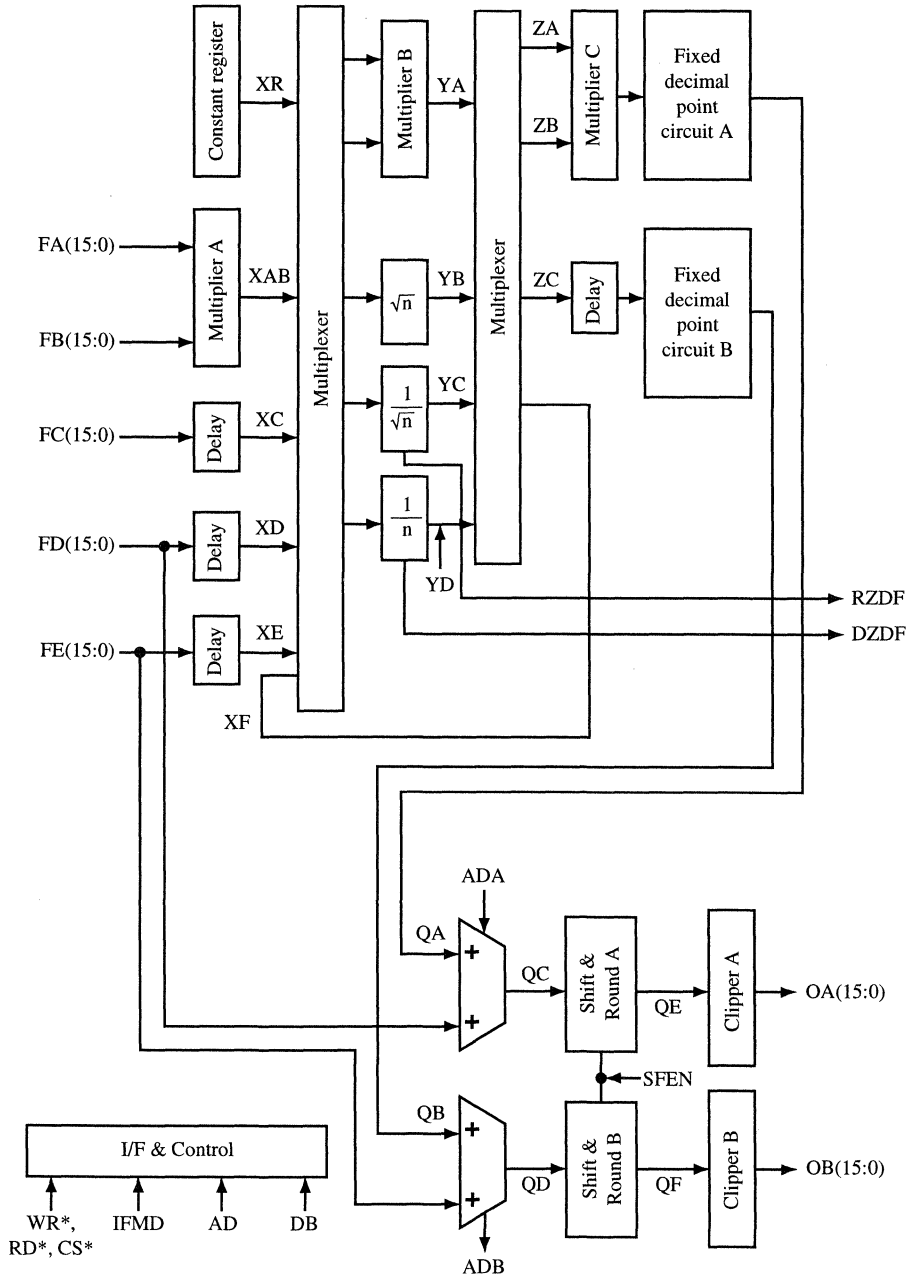 Constant register
XR
Multiplexer
Multiplier B
YA
Multiplexer
ZA
ZB
Multiplier C
Fixed
decimal
point
circuit A
FA(15:0)
FB(15:0)
Multiplier A
XAB
√n
YB
ZC
Delay
Fixed
decimal
point
circuit B
FC(15:0)
Delay
XC
1
√n
YC
FD(15:0)
Delay
XD
1
n
YD
RZDF
DZDF
FE(15:0)
Delay
XE
XF
ADA
QA
+
+
QC
Shift &
Round A
QE
Clipper A
OA(15:0)
SFEN
QB
+
+
QD
Shift &
Round B
QF
Clipper B
OB(15:0)
ADB
I/F & Control
WR*,
RD*, CS*
IFMD
AD
DB